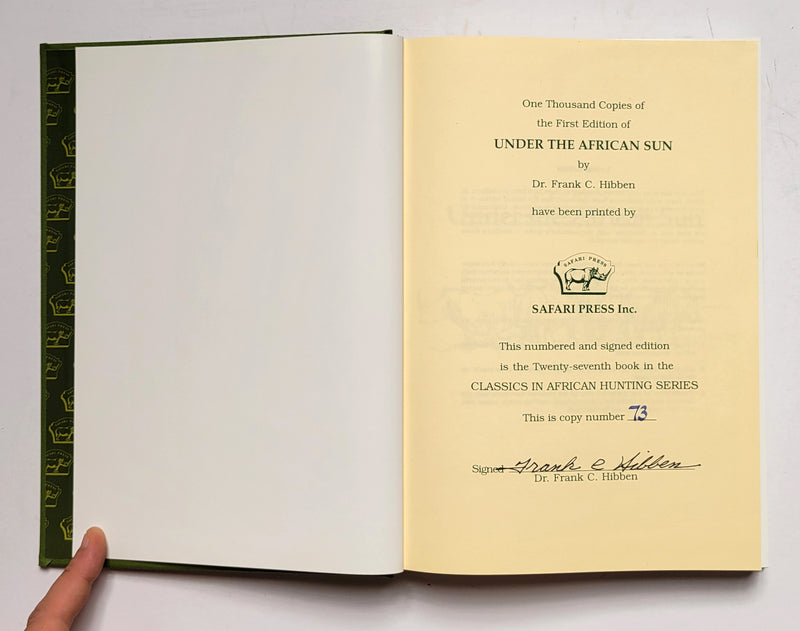 One Thousand Copies of
the First Edition of
UNDER THE AFRICAN SUN
by
Dr. Frank C. Hibben
have been printed by
SAFARI PRESS
SAFARI PRESS Inc.
This numbered and signed edition
is the Twenty-seventh book in the
CLASSICS IN AFRICAN HUNTING SERIES
This is copy number 73
Signed Frank C Hibben
Dr. Frank C. Hibben